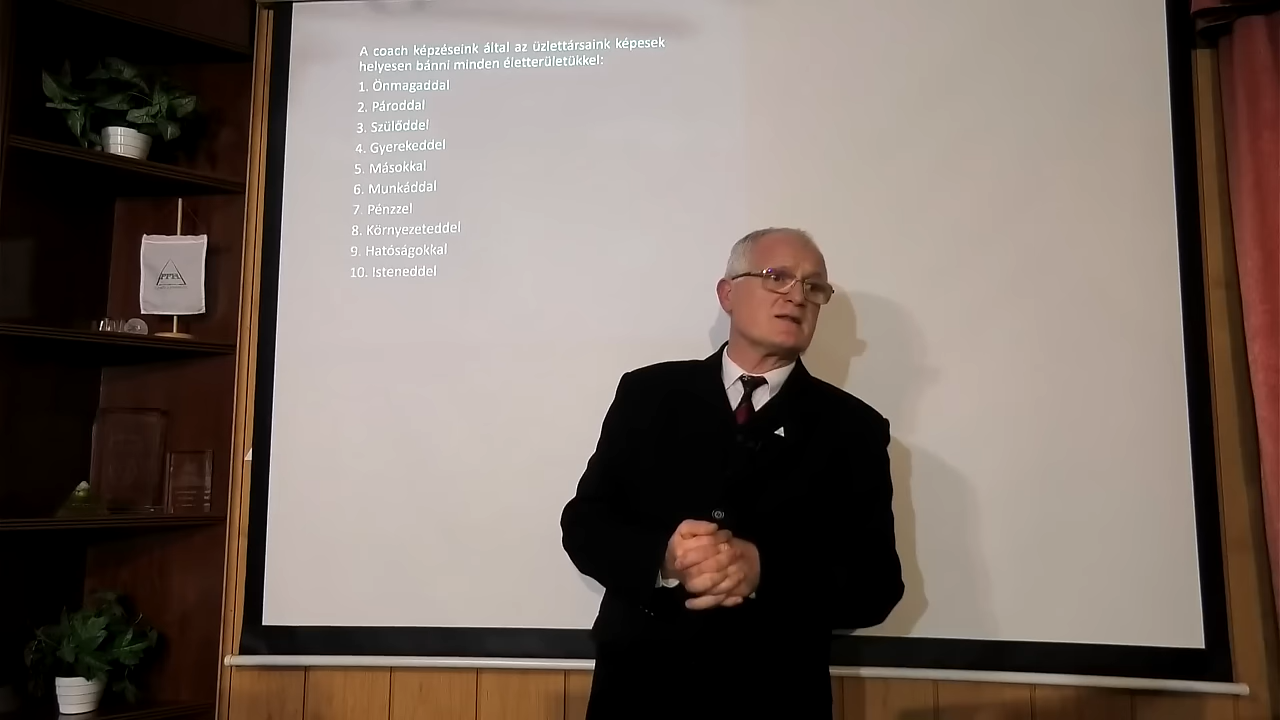 A coach képzéseink által az üzlettársaink képesek
helyesen bánni minden életterületükkel:
1. Önmagaddal
2. Pároddal
3. Szülőddel
4. Gyerekeddel
5. Másokkal
6. Munkáddal
7. Pénzzel
8. Környezeteddel
9. Hatóságokkal
10. Isteneddel